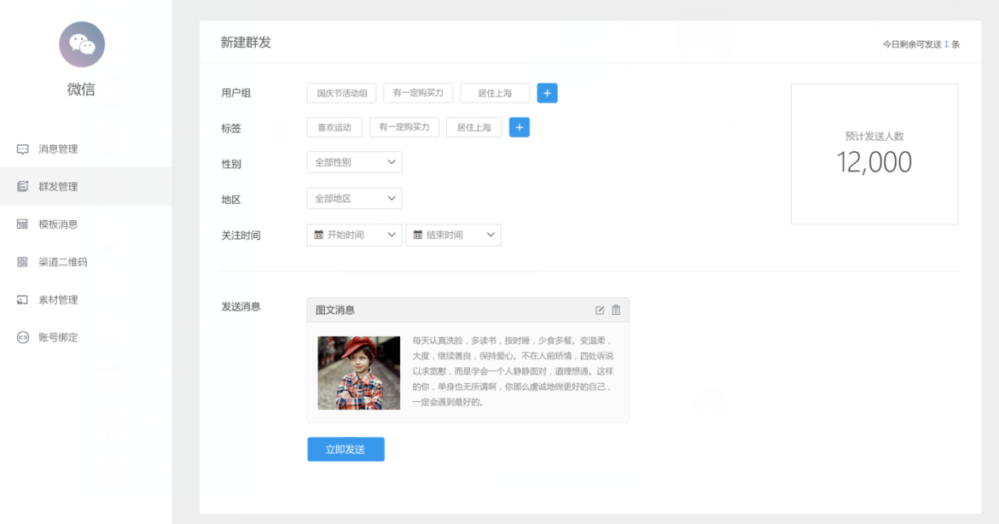 微信
消息管理
群发管理
模板消息
渠道二维码
素材管理
账号绑定
新建群发
今日剩余可发送 1 条
用户组 国庆节活动组 有一定购买力 居住上海 +
标签 喜欢运动 有一定购买力 居住上海 +
性别 全部性别
地区 全部地区
关注时间 开始时间 结束时间
预计发送人数
12,000
发送消息
图文消息
每天认真洗脸，多读书，按时睡，少食多餐。变温柔，
大度，继续善良，保持爱心。不在人前矫情，四处诉说
以求宽慰，而是学会一个人静静面对，道理想通。这样
的你，单身也无所谓啊，你那么虔诚地做更好的自己，
一定会遇到最好的。
立即发送